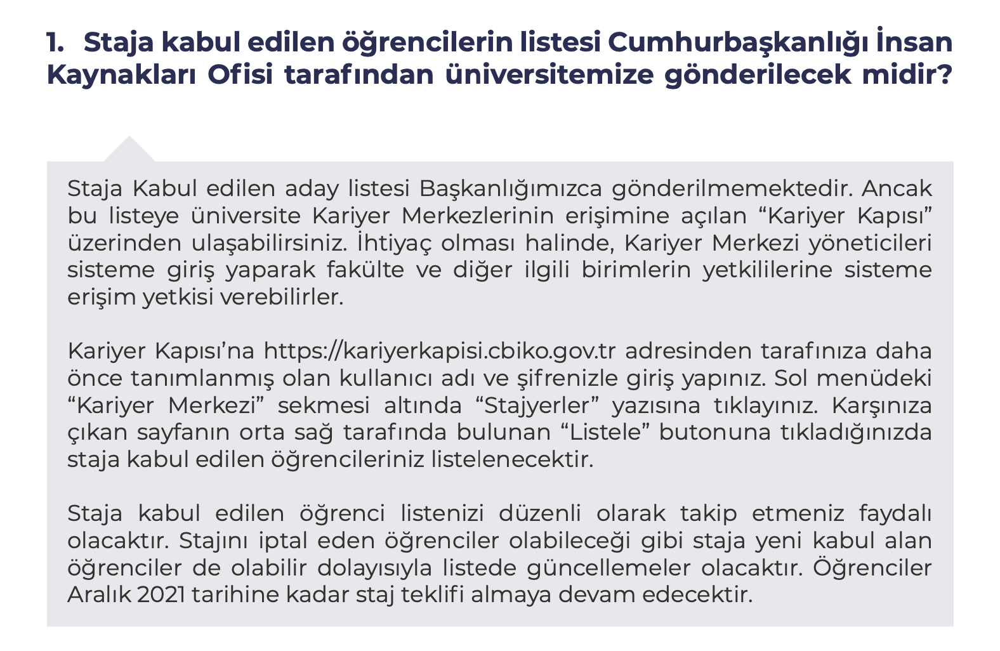 1. Staja kabul edilen öğrencilerin listesi Cumhurbaşkanlığı İnsan
Kaynakları Ofisi tarafından üniversitemize gönderilecek midir?
Staja Kabul edilen aday listesi Başkanlığımızca gönderilmemektedir. Ancak
bu listeye üniversite Kariyer Merkezlerinin erişimine açılan “Kariyer Kapısı”
üzerinden ulaşabilirsiniz. İhtiyaç olması halinde, Kariyer Merkezi yöneticileri
sisteme giriş yaparak fakülte ve diğer ilgili birimlerin yetkililerine sisteme
erişim yetkisi verebilirler.
Kariyer Kapısı’na https://kariyerkapisi.cbiko.gov.tr adresinden tarafınıza daha
önce tanımlanmış olan kullanıcı adı ve şifrenizle giriş yapınız. Sol menüdeki
“Kariyer Merkezi” sekmesi altında “Stajyerler” yazısına tıklayınız. Karşınıza
çıkan sayfanın orta sağ tarafında bulunan “Listele” butonuna tıkladığınızda
staja kabul edilen öğrencileriniz listelenecektir.
Staja kabul edilen öğrenci listenizi düzenli olarak takip etmeniz faydalı
olacaktır. Stajını iptal eden öğrenciler olabileceği gibi staja yeni kabul alan
öğrenciler de olabilir dolayısıyla listede güncellemeler olacaktır. Öğrenciler
Aralık 2021 tarihine kadar staj teklifi almaya devam edecektir.